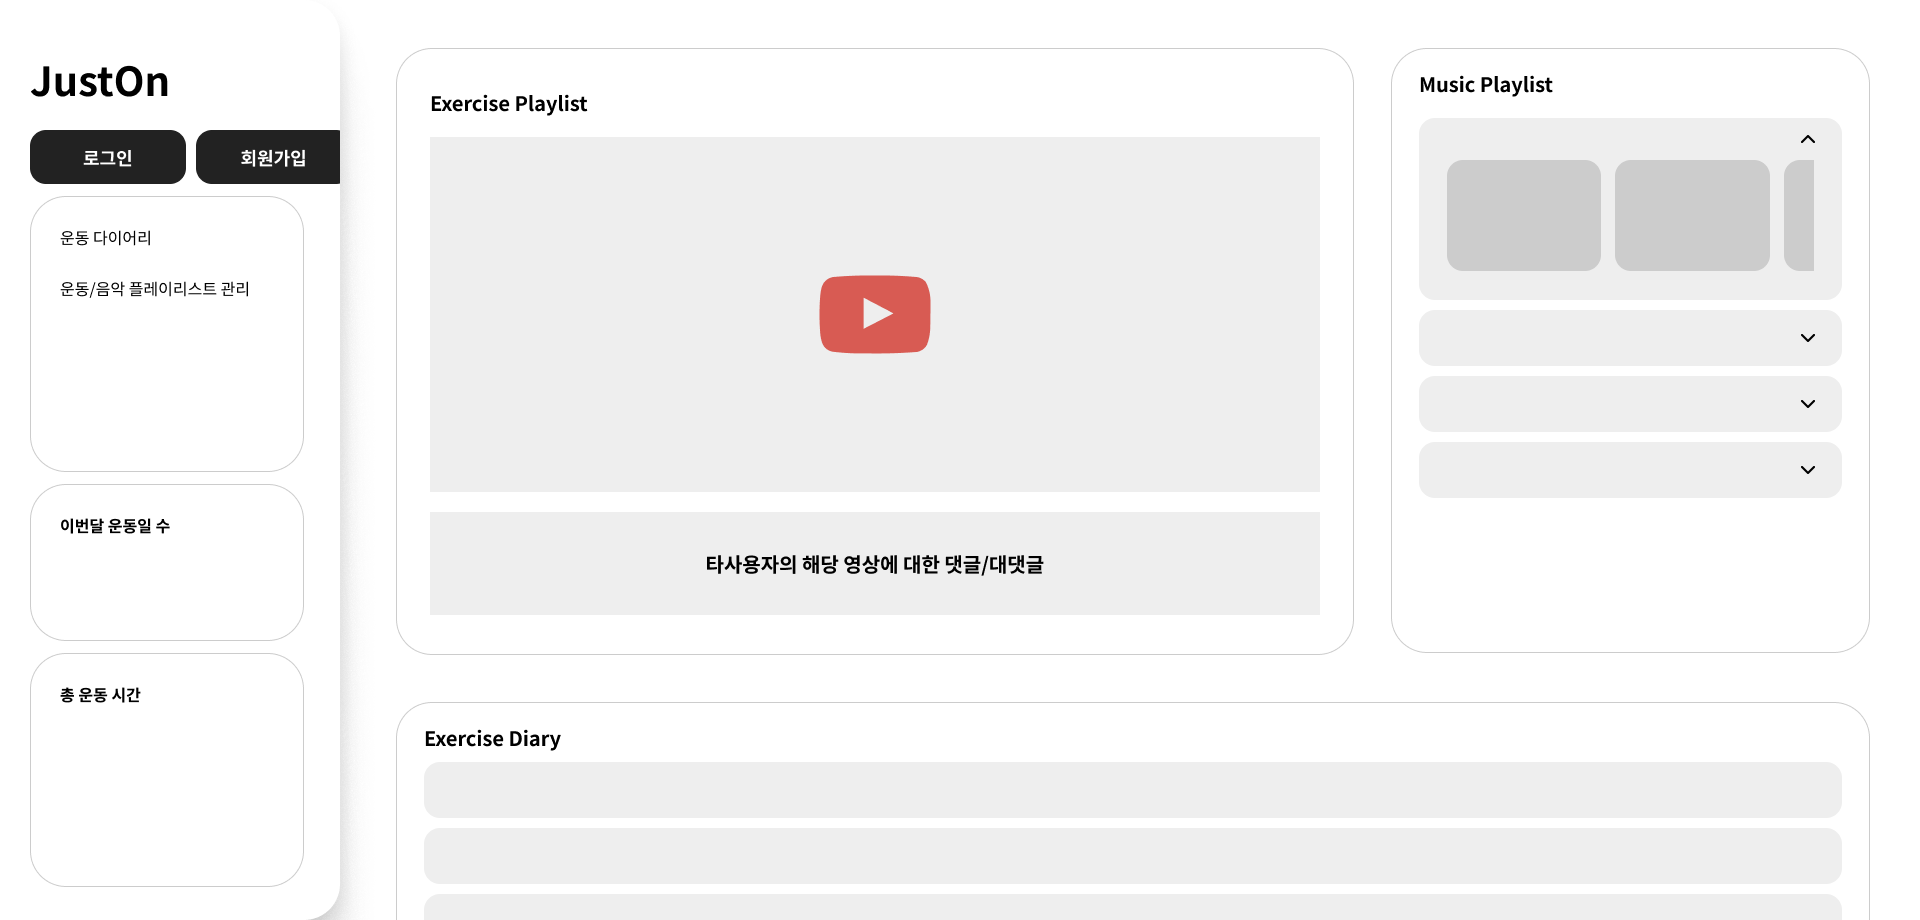 JustOn
로그인
회원가입
운동 다이어리
운동/음악 플레이리스트 관리
이번달 운동일 수
총 운동 시간
Exercise Playlist
타사용자의 해당 영상에 대한 댓글/대댓글
Music Playlist
Exercise Diary